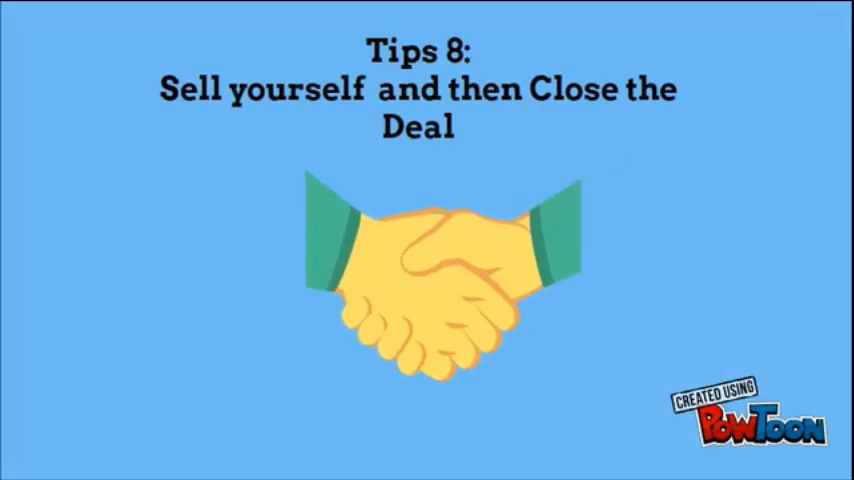 Tips 8:
Sell yourself and then Close the
Deal
CREATED USING
POWTOON